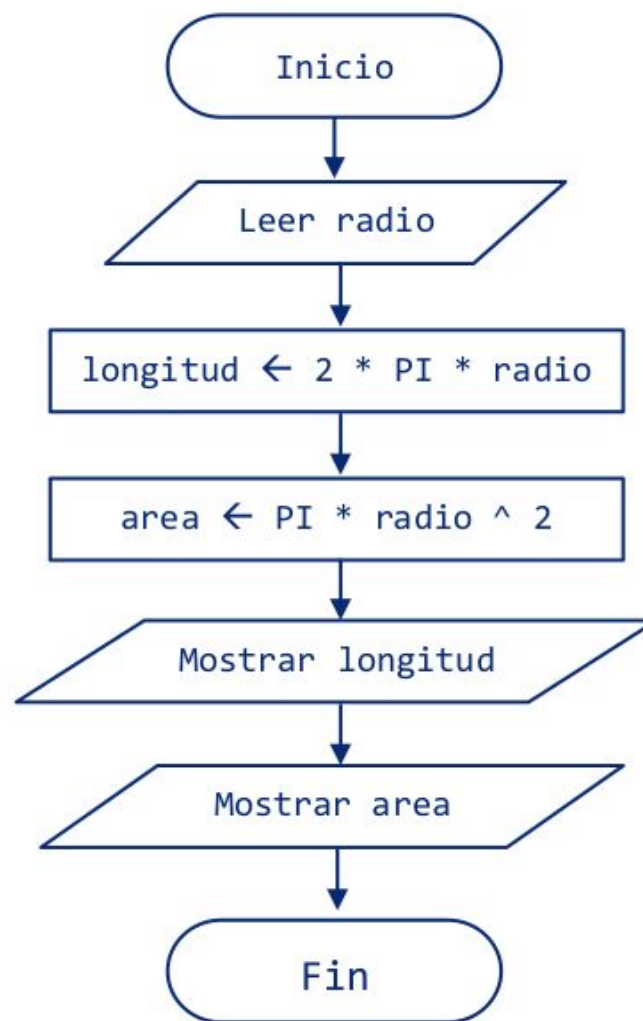 Inicio
Leer radio
longitud ← 2 * PI * radio
area ← PI * radio ^ 2
Mostrar longitud
Mostrar area
Fin